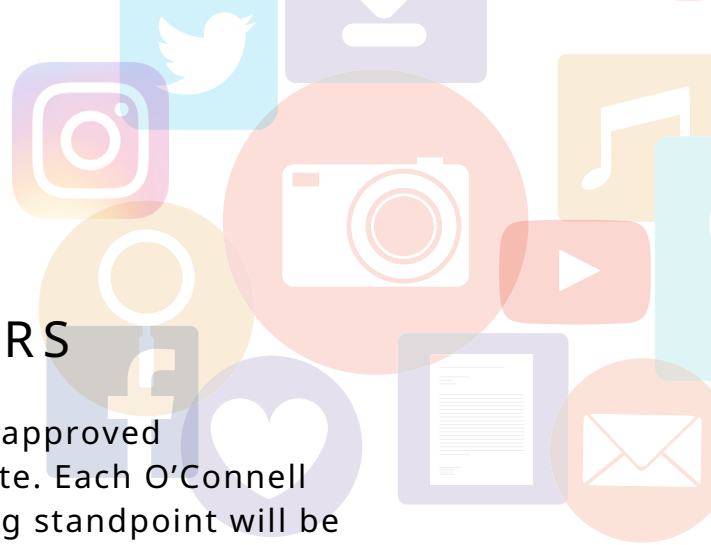 RS
approved
te. Each O’Connell
g standpoint will be